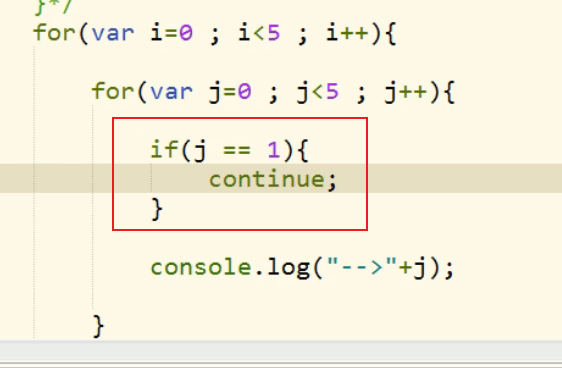 }*/
for(var i=0 ; i<5 ; i++){
for(var j=0 ; j<5 ; j++){
if(j == 1){
continue;
}
console.log("-->"+j);
}